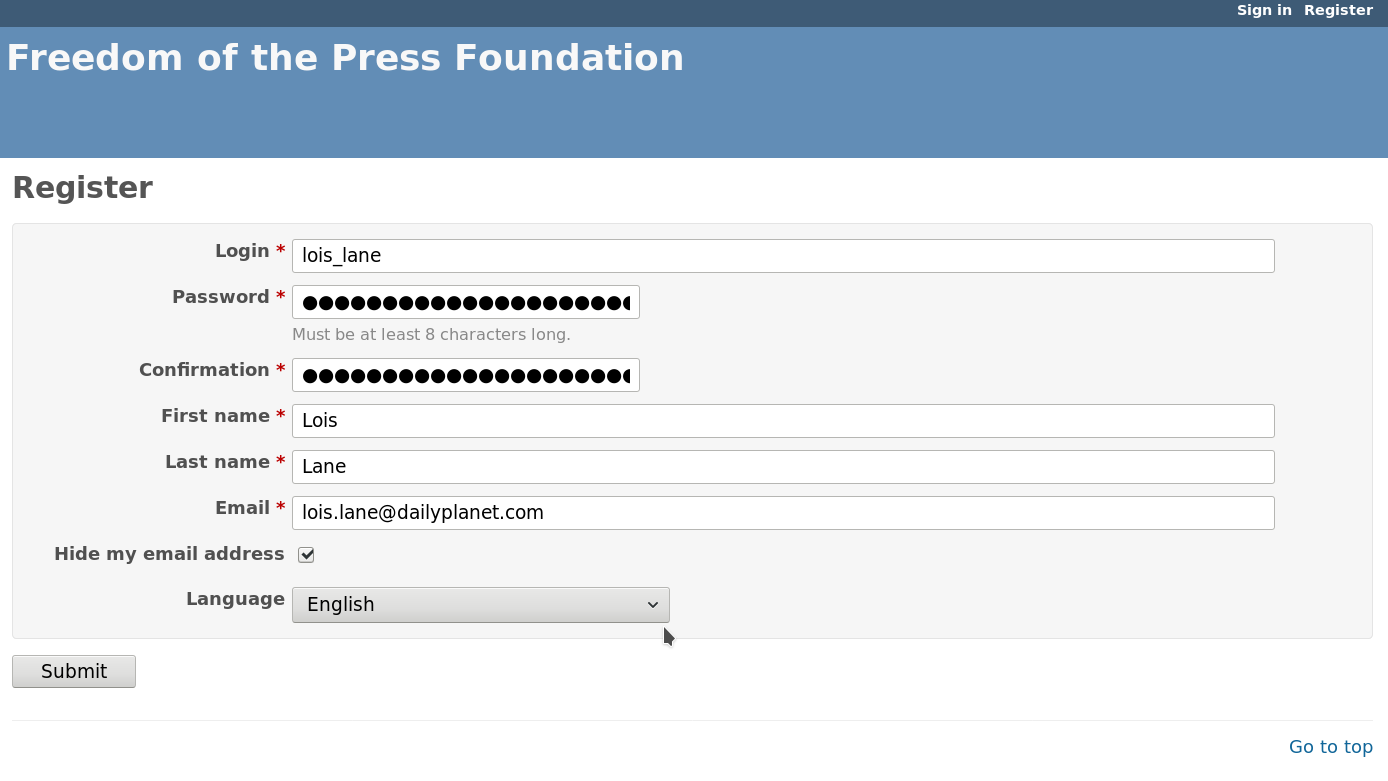 Sign in Register
Freedom of the Press Foundation
Register
Login * lois_lane
Password * ●●●●●●●●●●●●●●●●●●●●●
Must be at least 8 characters long.
Confirmation * ●●●●●●●●●●●●●●●●●●●●●
First name * Lois
Last name * Lane
Email * lois.lane@dailyplanet.com
Hide my email address
Language English
Submit
Go to top